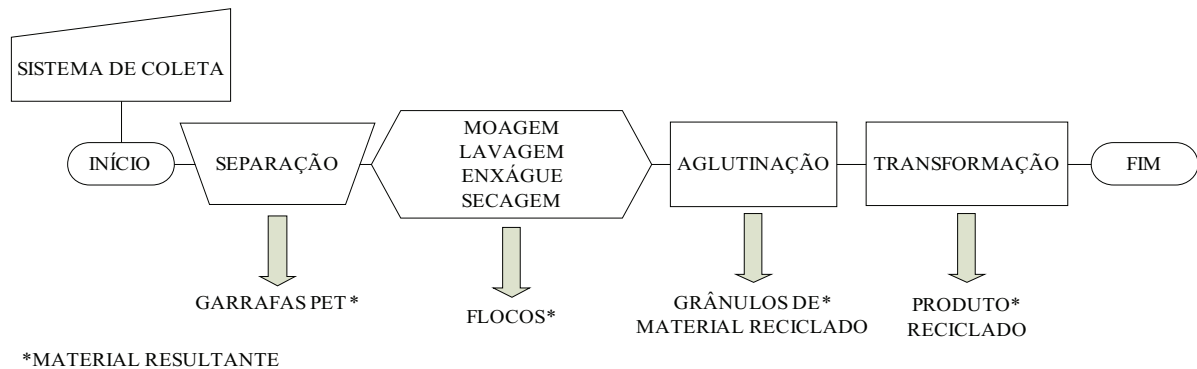 SISTEMA DE COLETA
INÍCIO
SEPARAÇÃO
MOAGEM
LAVAGEM
ENXÁGUE
SECAGEM
AGLUTINAÇÃO
TRANSFORMAÇÃO
FIM
GARRAFAS PET*
FLOCOS*
GRÂNULOS DE*
MATERIAL RECICLADO
PRODUTO*
RECICLADO
*MATERIAL RESULTANTE